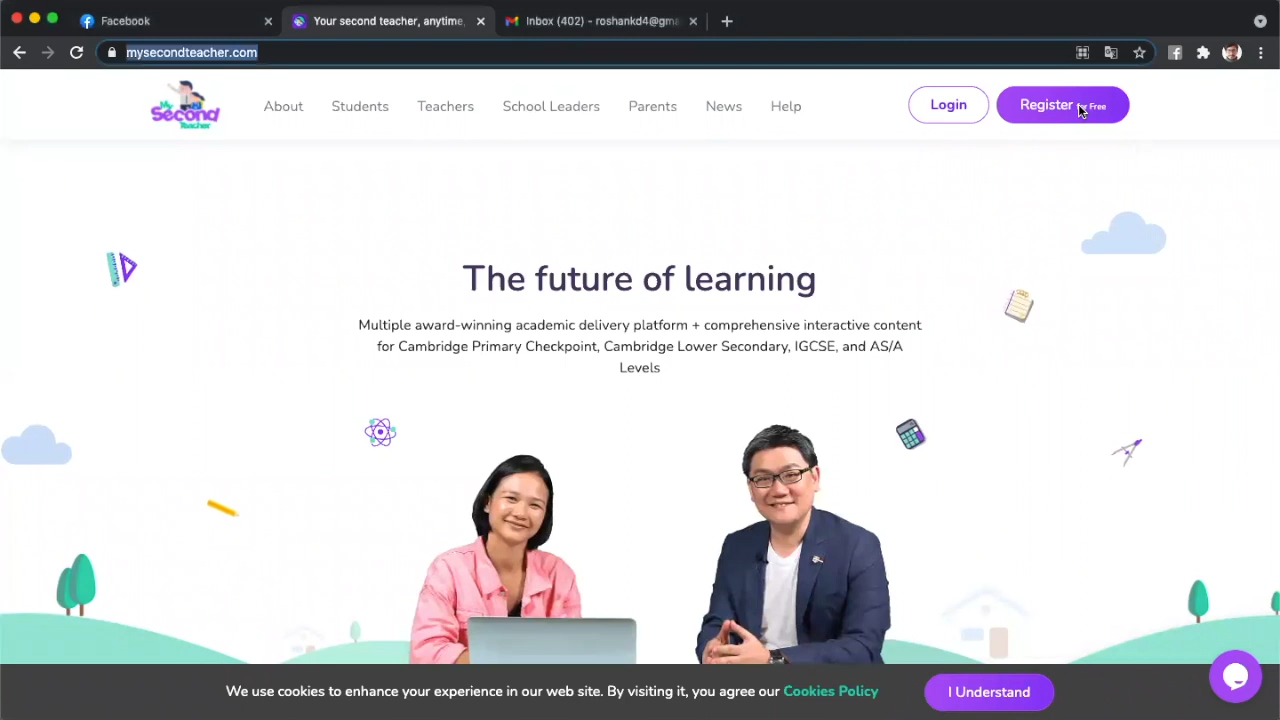 Facebook
Your second teacher, anytime,
Inbox (402) - roshankd4@gma
mysecondteacher.com
My Second Teacher
About
Students
Teachers
School Leaders
Parents
News
Help
Login
Register for Free
The future of learning
Multiple award-winning academic delivery platform + comprehensive interactive content
for Cambridge Primary Checkpoint, Cambridge Lower Secondary, IGCSE, and AS/A
Levels
We use cookies to enhance your experience in our web site. By visiting it, you agree our Cookies Policy
I Understand